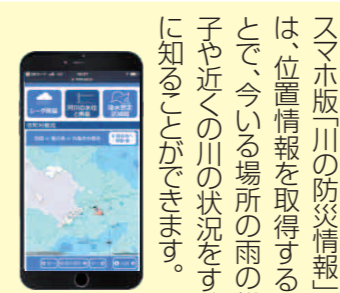 スマホ版「川の防災情報」
は、位置情報を取得する
とで、今いる場所の雨の
子や近くの川の状況をす
に知ることができます。